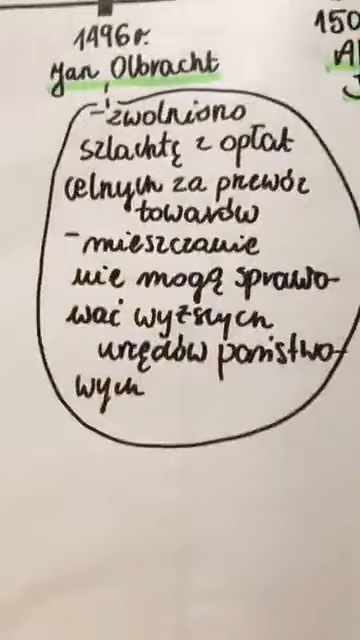 1496r.
Jan Olbracht
- zwolniono
szlachtę z opłat
celnych za przewóz
towarów
- mieszczanie
nie mogą sprawo-
wać wyższych
urzędów państwo-
wych
150